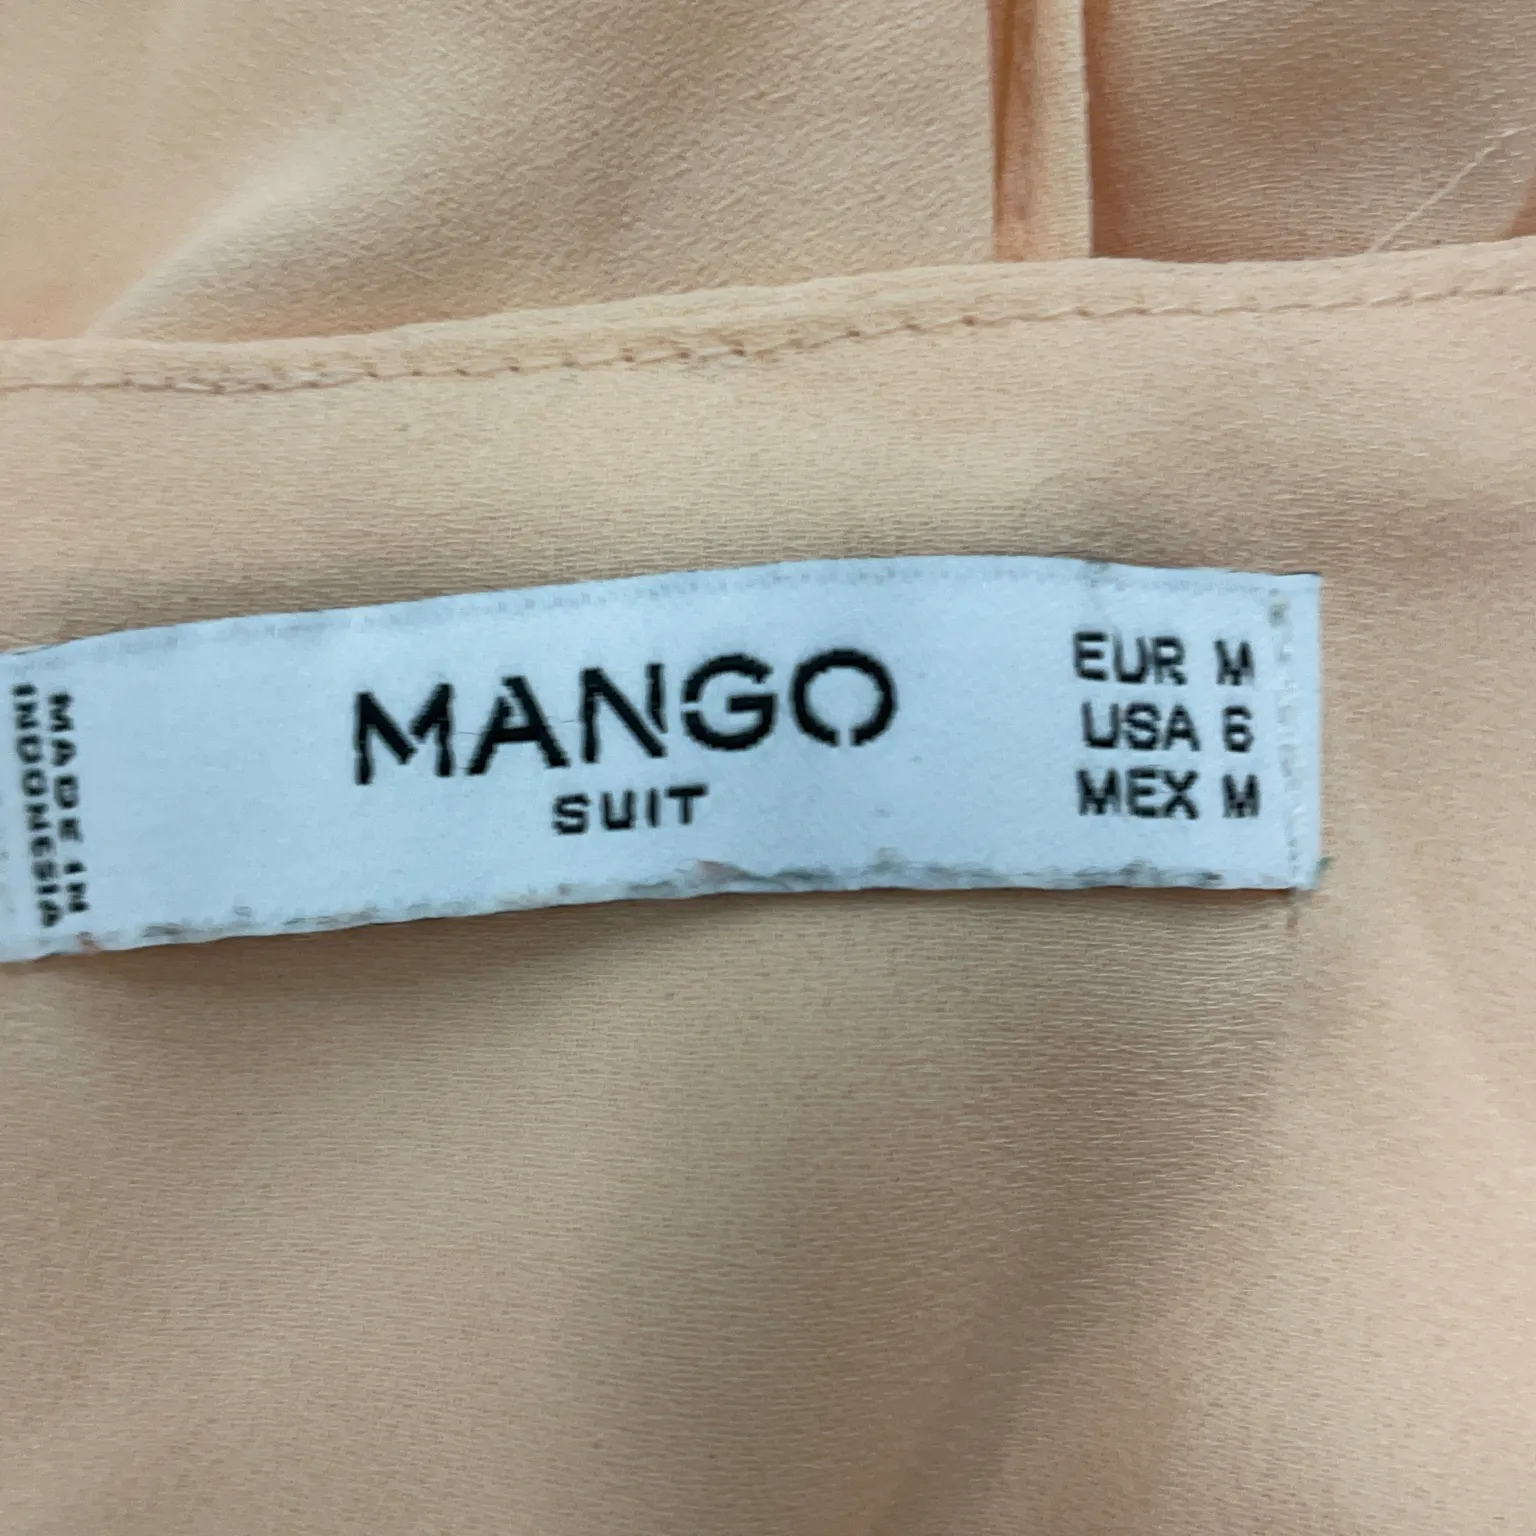 MADE IN
INDONESIA
MANGO
SUIT
EUR M
USA 6
MEX M